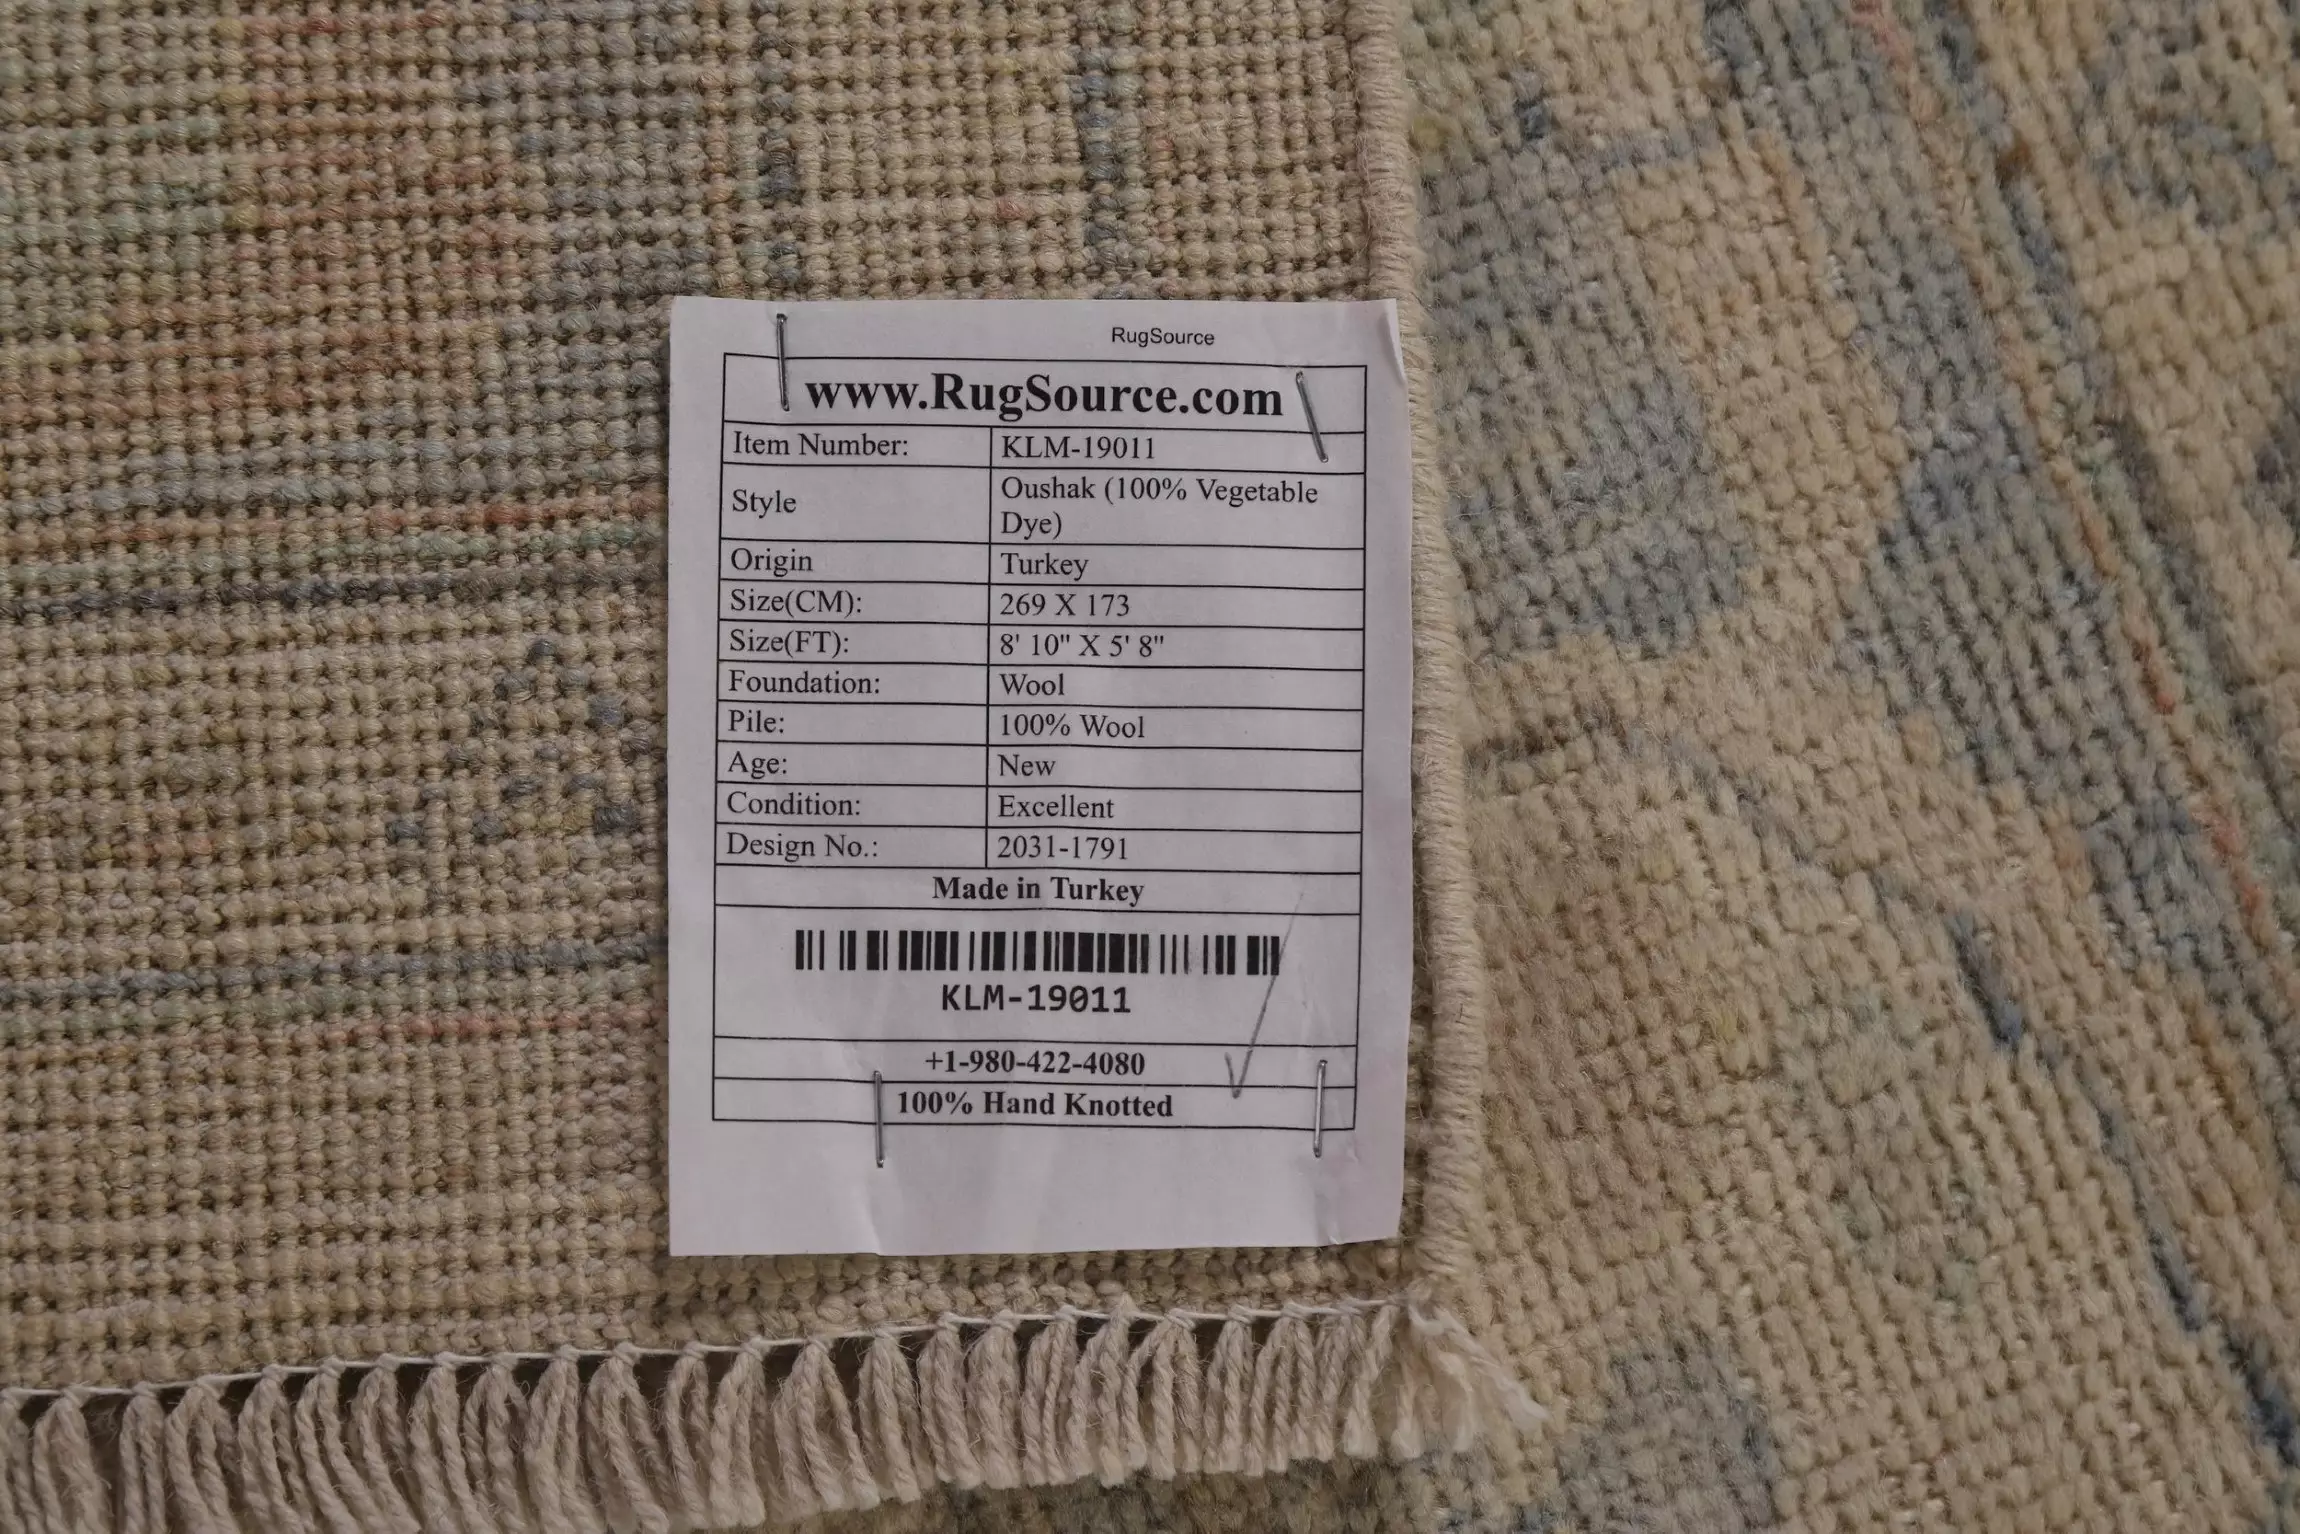 RugSource
www.RugSource.com
Item Number: KLM-19011
Style Oushak (100% Vegetable
Dye)
Origin Turkey
Size(CM): 269 X 173
Size(FT): 8' 10" X 5' 8"
Foundation: Wool
Pile: 100% Wool
Age: New
Condition: Excellent
Design No.: 2031-1791
Made in Turkey
KLM-19011
+1-980-422-4080
100% Hand Knotted